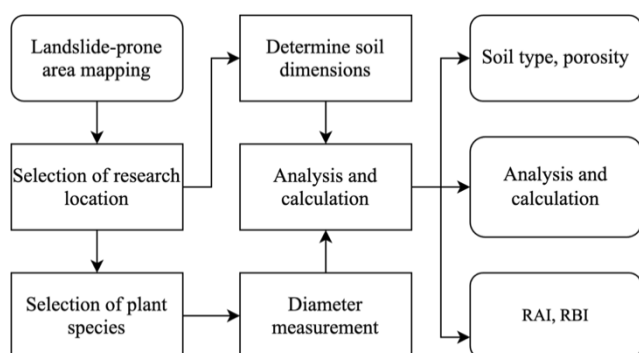 Landslide-prone
area mapping
Determine soil
dimensions
Soil type, porosity
Selection of research
location
Analysis and
calculation
Analysis and
calculation
Selection of plant
species
Diameter
measurement
RAI, RBI